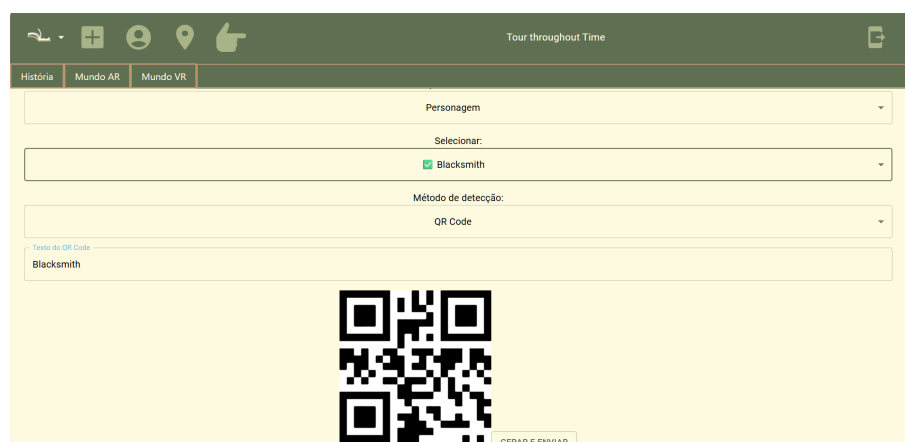 Tour throughout Time
História Mundo AR Mundo VR
Personagem
Selecionar:
Blacksmith
Método de detecção:
QR Code
Texto do QR Code
Blacksmith
GERAR E ENVIAR